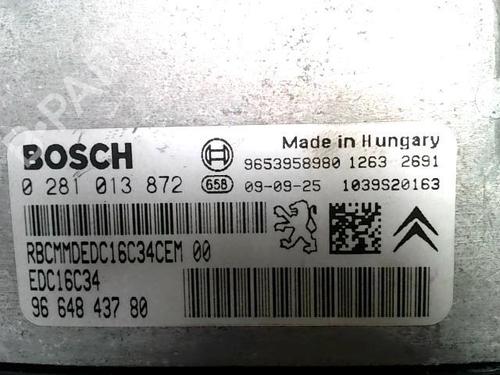 BOSCH
Made in Hungary
9653958980 1263 2691
0 281 013 872 G58 09-09-25 1039S20163
RBCMMDEDC16C34CEM 00
EDC16C34
96 648 437 80